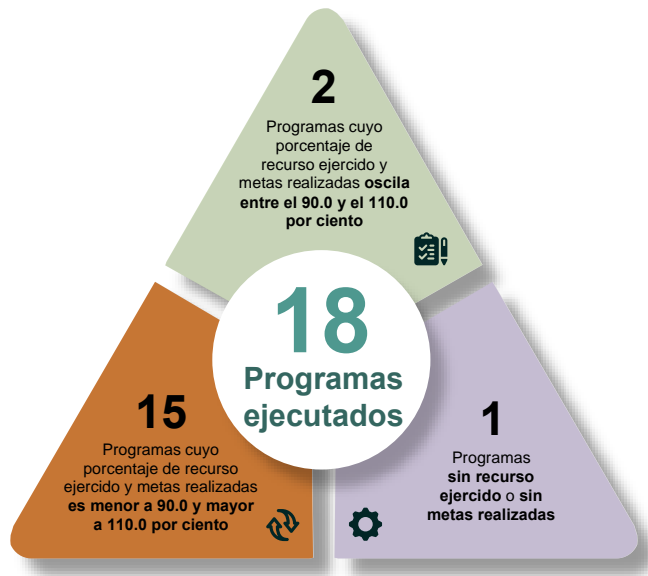 2
Programas cuyo
porcentaje de
recurso ejercido y
metas realizadas oscila
entre el 90.0 y el 110.0
por ciento
18
Programas
ejecutados
15
Programas cuyo
porcentaje de recurso
ejercido y metas realizadas
es menor a 90.0 y mayor
a 110.0 por ciento
1
Programas
sin recurso
ejercido o sin
metas realizadas